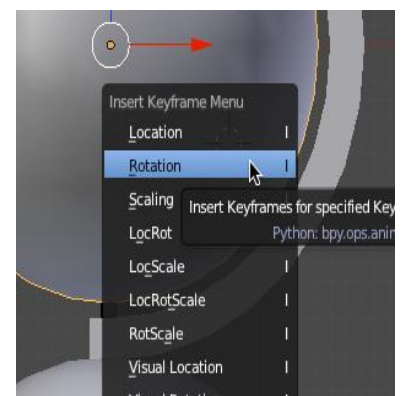 Insert Keyframe Menu
Location I
Rotation I
Scaling
Insert Keyframes for specified Key
LocRot
Python: bpy.ops.anim
LocScale I
LocRotScale I
RotScale I
Visual Location I